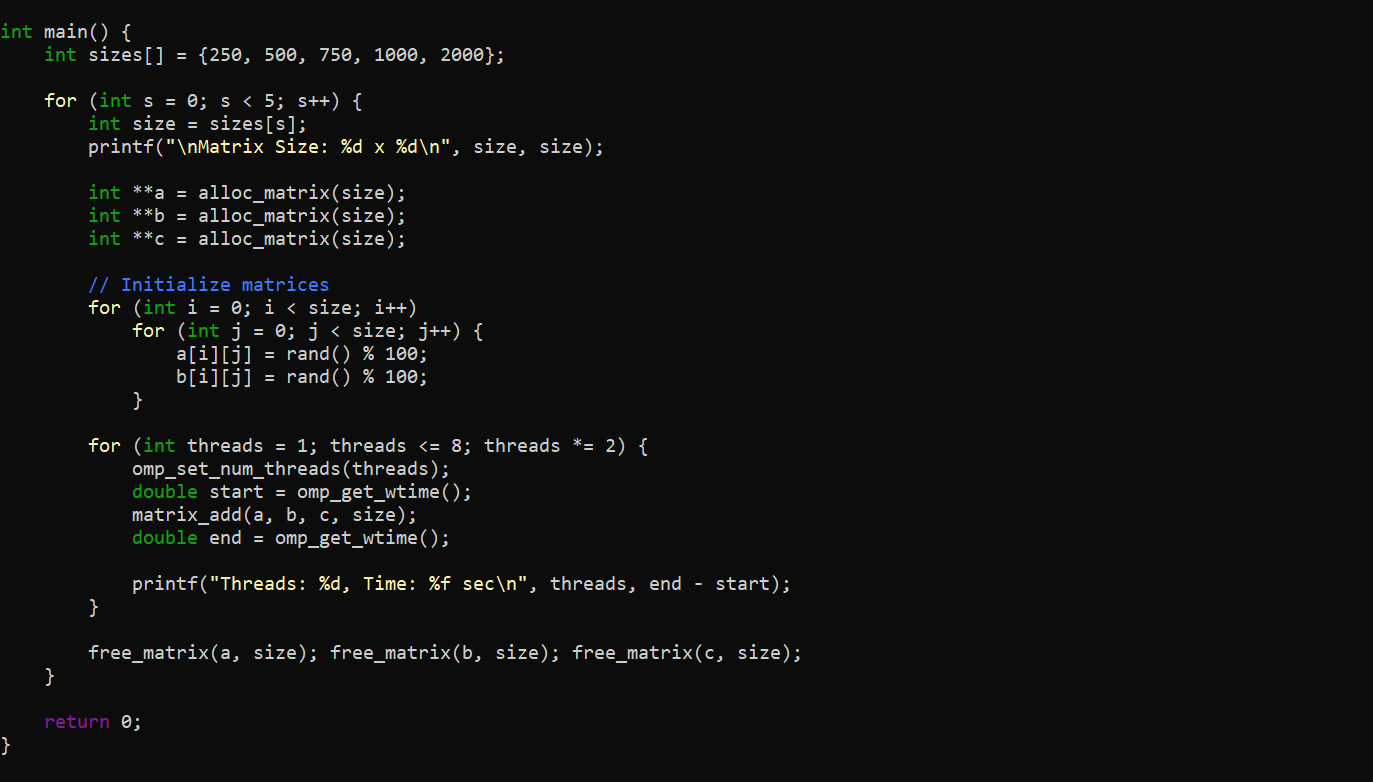 int main() {
    int sizes[] = {250, 500, 750, 1000, 2000};

    for (int s = 0; s < 5; s++) {
        int size = sizes[s];
        printf("\nMatrix Size: %d x %d\n", size, size);

        int **a = alloc_matrix(size);
        int **b = alloc_matrix(size);
        int **c = alloc_matrix(size);

        // Initialize matrices
        for (int i = 0; i < size; i++)
            for (int j = 0; j < size; j++) {
                a[i][j] = rand() % 100;
                b[i][j] = rand() % 100;
            }

        for (int threads = 1; threads <= 8; threads *= 2) {
            omp_set_num_threads(threads);
            double start = omp_get_wtime();
            matrix_add(a, b, c, size);
            double end = omp_get_wtime();

            printf("Threads: %d, Time: %f sec\n", threads, end - start);
        }

        free_matrix(a, size); free_matrix(b, size); free_matrix(c, size);
    }

    return 0;
}